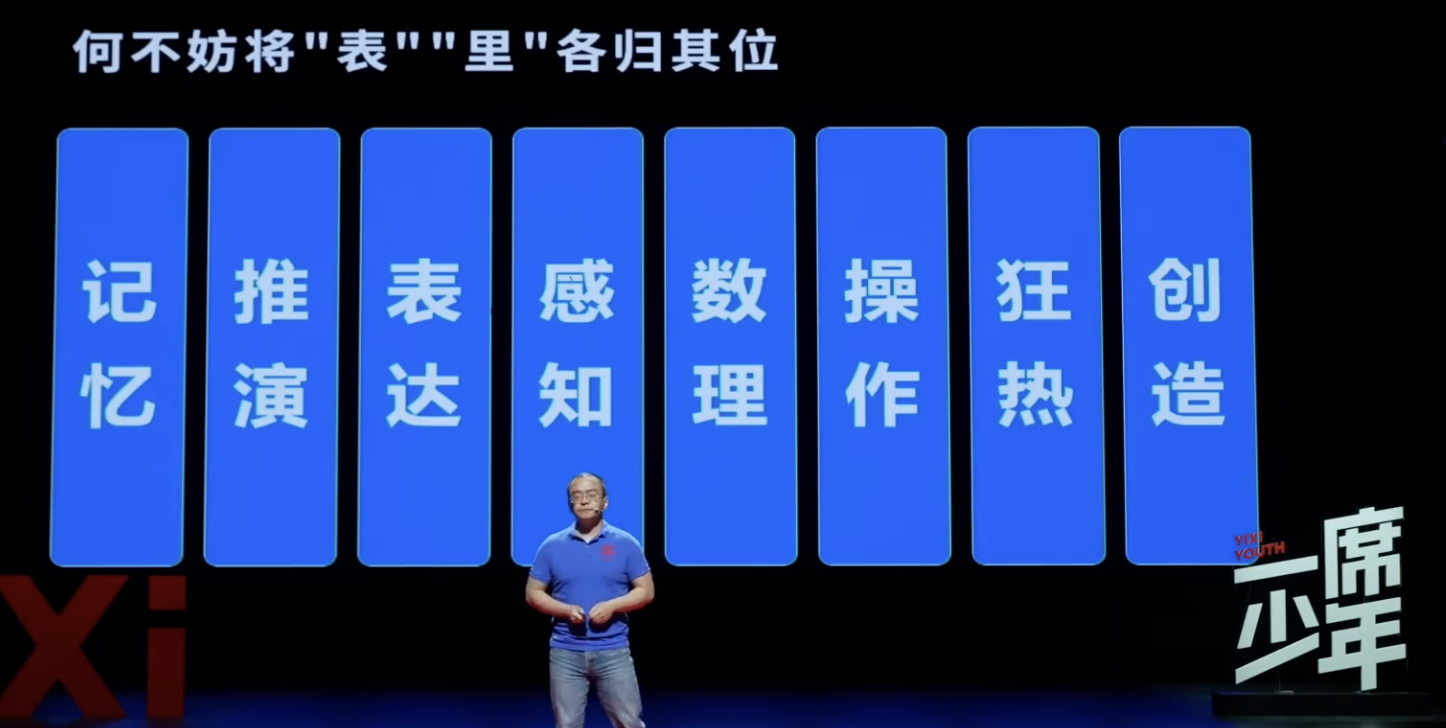 何不妨将"表""里"各归其位
记忆
推演
表达
感知
数理
操作
狂热
创造
YIXI
YOUTH
一席
少年
Xi